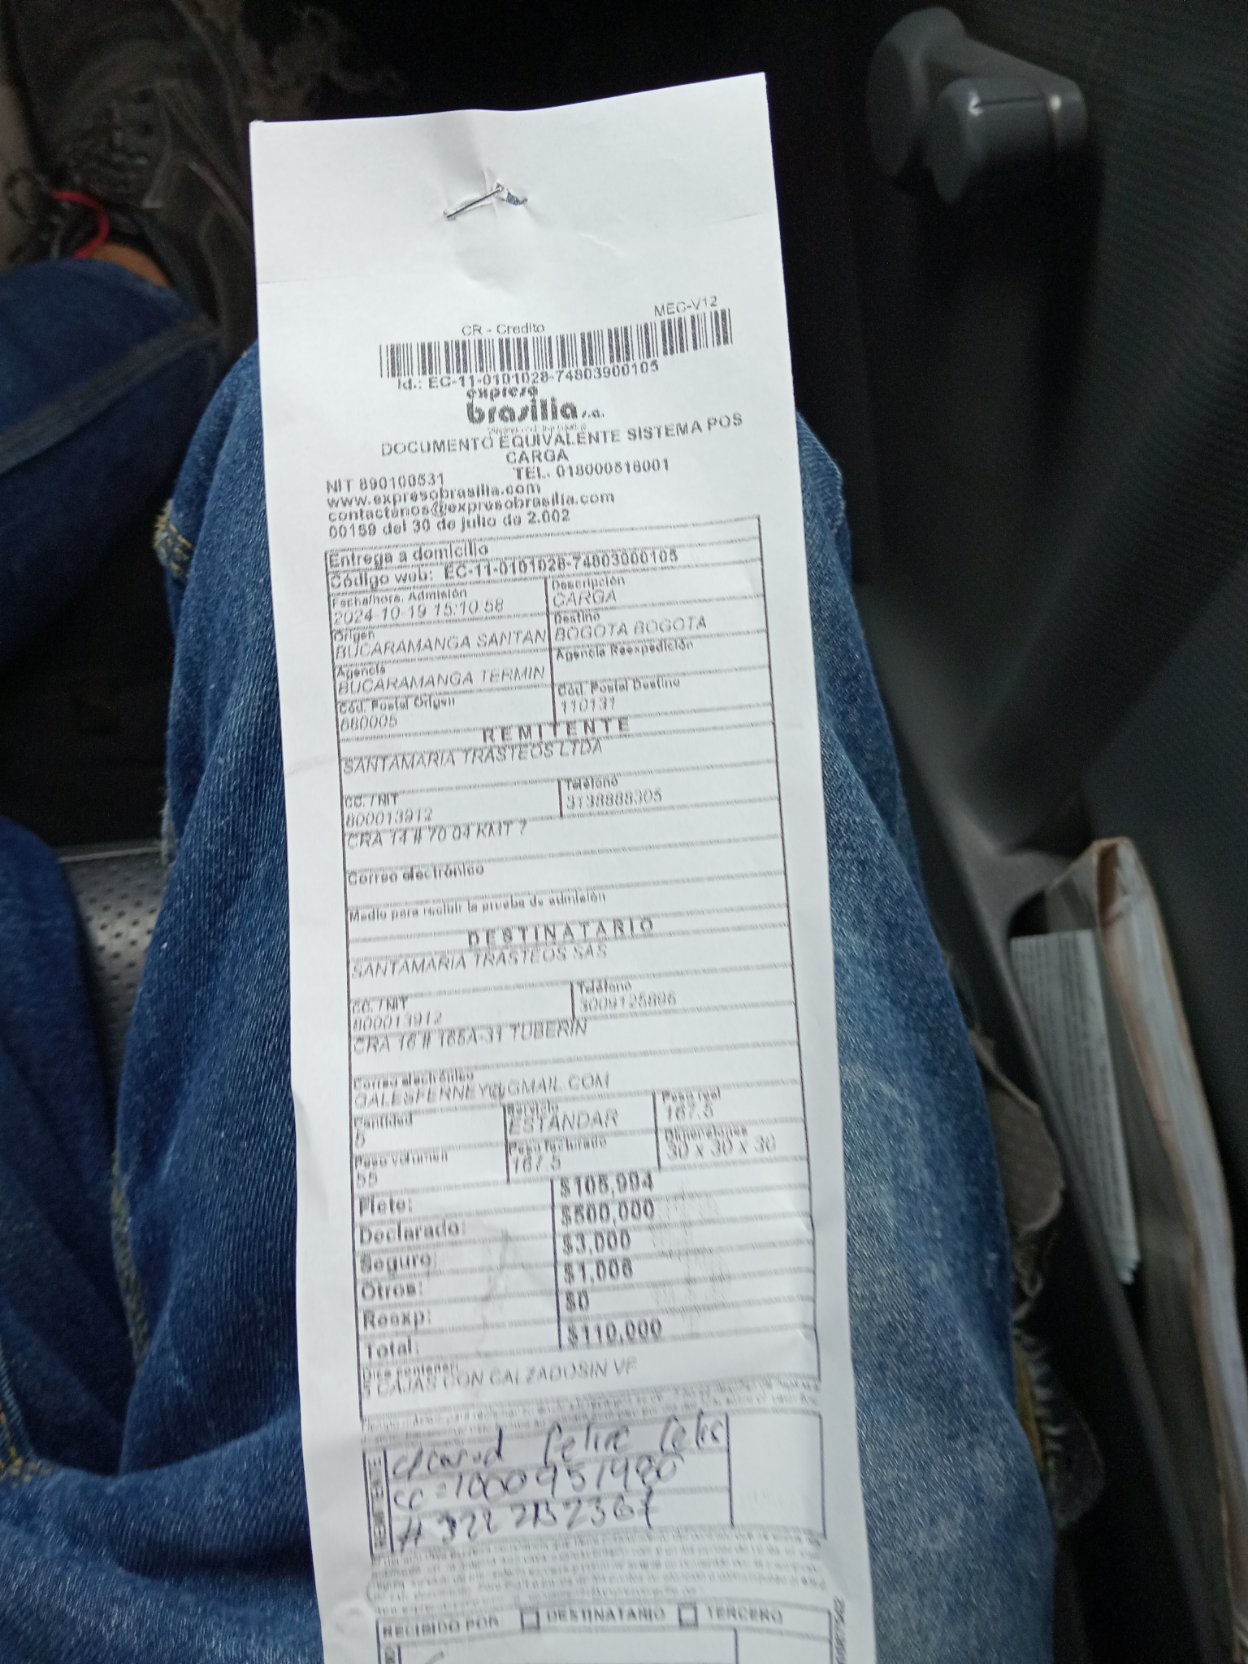 CR - Credito
MEC-V12
Id.: EC-11-0101028-74803900105
expreso
brasilia s.a.
DOCUMENTO EQUIVALENTE SISTEMA POS
CARGA
NIT 890100531 TEL. 018000518001
www.expresobrasilia.com
contactenos@expresobrasilia.com
00159 del 30 de julio de 2.002
Entrega a domicilio
Código web: EC-11-0101028-74803900105
Fecha/hora. Admisión Descripción
2024-10-19 15:10:58 CARGA
Origen Destino
BUCARAMANGA SANTAN BOGOTA BOGOTA
Agencia Agencia Reexpedición
BUCARAMANGA TERMIN
Cód. Postal Origen Cód. Postal Destino
680005 110131
REMITENTE
SANTAMARIA TRASTEOS LTDA
CC. / NIT Teléfono
800013912 3138888305
CRA 14 # 70 04 KMT 7
Correo electrónico
Medio para recibir la prueba de admisión
DESTINATARIO
SANTAMARIA TRASTEOS SAS
CC. / NIT Teléfono
800013912 3009125896
CRA 16 # 165A-31 TUBERIN
Correo electrónico
GALESFERNEY@GMAIL.COM
Cantidad Servicio Peso real
5 ESTANDAR 167.5
Peso volumen Peso facturado Dimensiones
55 167.5 30 x 30 x 30
Flete: $105,994
Declarado: $500,000
Seguro: $3,000
Otros: $1,006
Reexp: $0
Total: $110,000
Dice contener:
5 CAJAS CON CALZADOSIN VF
cc=1000951480
# 322 2152367
RECIBIDO POR DESTINATARIO TERCERO